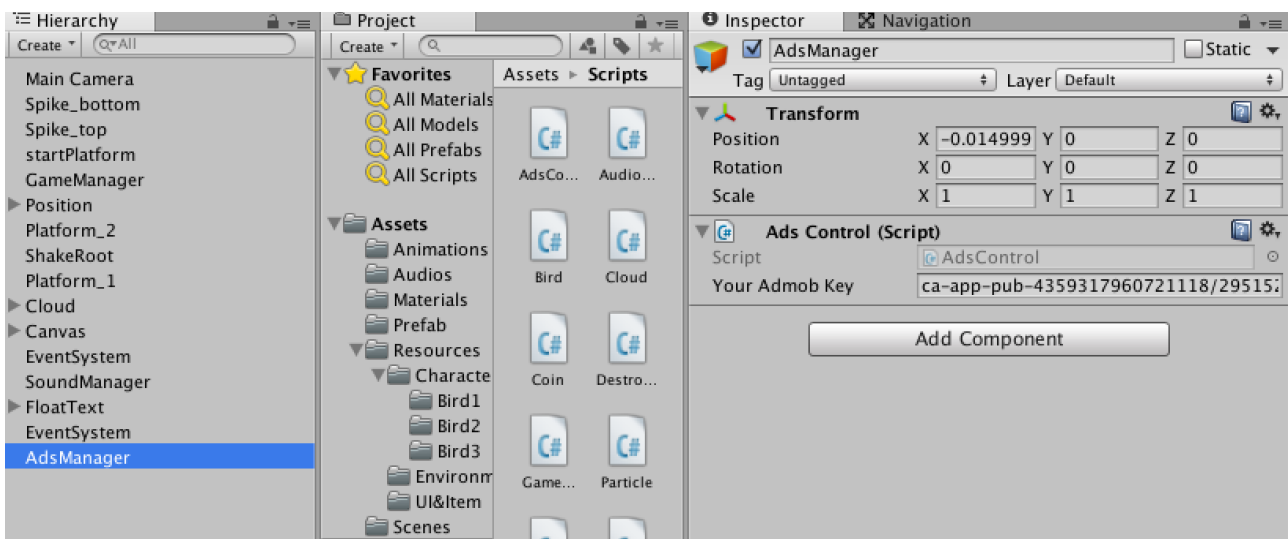 Hierarchy
Create
All
Main Camera
Spike_bottom
Spike_top
startPlatform
GameManager
Position
Platform_2
ShakeRoot
Platform_1
Cloud
Canvas
EventSystem
SoundManager
FloatText
EventSystem
AdsManager
Project
Create
Favorites
All Materials
All Models
All Prefabs
All Scripts
Assets
Animations
Audios
Materials
Prefab
Resources
Characte
Bird1
Bird2
Bird3
Environm
UI&Item
Scenes
Assets Scripts
C# C#
AdsCo... Audio...
C# C#
Bird Cloud
C# C#
Coin Destro...
C# C#
Game... Particle
Inspector Navigation
AdsManager Static
Tag Untagged Layer Default
Transform
Position X -0.014999 Y 0 Z 0
Rotation X 0 Y 0 Z 0
Scale X 1 Y 1 Z 1
C# Ads Control (Script)
Script AdsControl
Your Admob Key ca-app-pub-4359317960721118/29515
Add Component